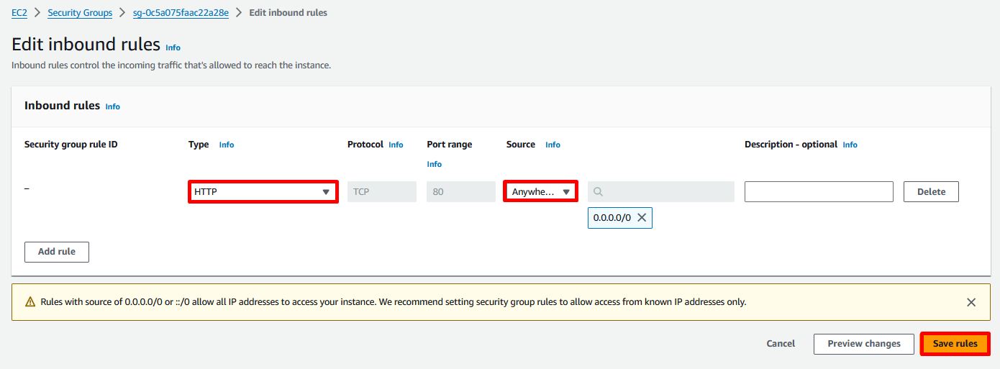 EC2 > Security Groups > sg-0c5a075faac22a28e > Edit inbound rules
Edit inbound rules Info
Inbound rules control the incoming traffic that's allowed to reach the instance.
Inbound rules Info
Security group rule ID Type Info Protocol Info Port range Info Source Info Description - optional Info
– HTTP TCP 80 Anywhe... Delete
0.0.0.0/0
Add rule
Rules with source of 0.0.0.0/0 or ::/0 allow all IP addresses to access your instance. We recommend setting security group rules to allow access from known IP addresses only.
Cancel Preview changes Save rules